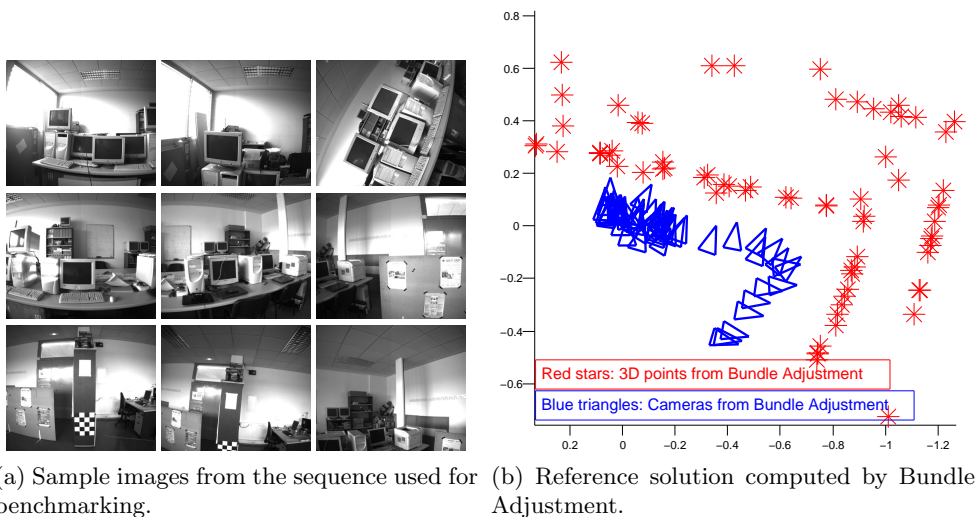 0.8
0.6
0.4
0.2
0
−0.2
−0.4
−0.6
Red stars: 3D points from Bundle Adjustment
Blue triangles: Cameras from Bundle Adjustment
0.2 0 −0.2 −0.4 −0.6 −0.8 −1 −1.2
a) Sample images from the sequence used for
benchmarking.
(b) Reference solution computed by Bundle
Adjustment.